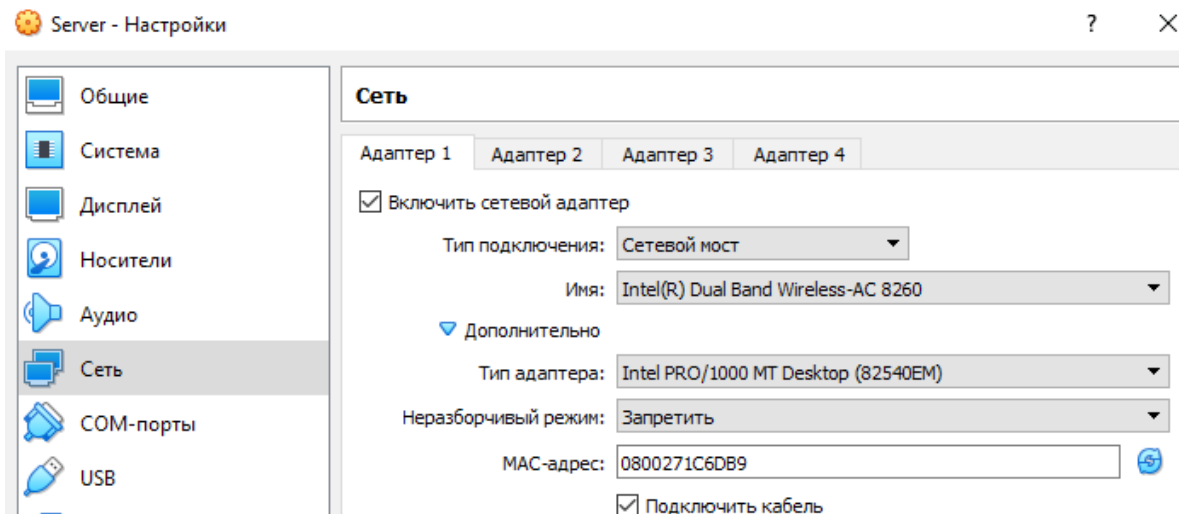 Server - Настройки
?
Общие
Система
Дисплей
Носители
Аудио
Сеть
COM-порты
USB
Сеть
Адаптер 1 Адаптер 2 Адаптер 3 Адаптер 4
Включить сетевой адаптер
Тип подключения: Сетевой мост
Имя: Intel(R) Dual Band Wireless-AC 8260
Дополнительно
Тип адаптера: Intel PRO/1000 MT Desktop (82540EM)
Неразборчивый режим: Запретить
MAC-адрес: 0800271C6DB9
Подключить кабель